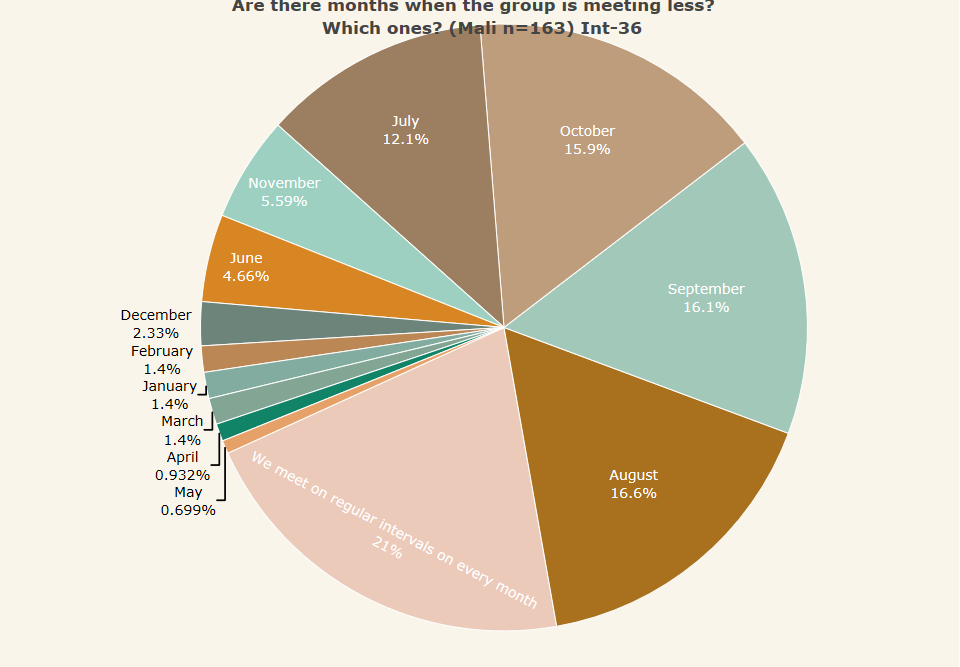 Are there months when the group is meeting less?
Which ones? (Mali n=163) Int-36
July
12.1%
October
15.9%
November
5.59%
September
16.1%
June
4.66%
December
2.33%
February
1.4%
January
1.4%
March
1.4%
April
0.932%
May
0.699%
August
16.6%
We meet on regular intervals on every month
21%